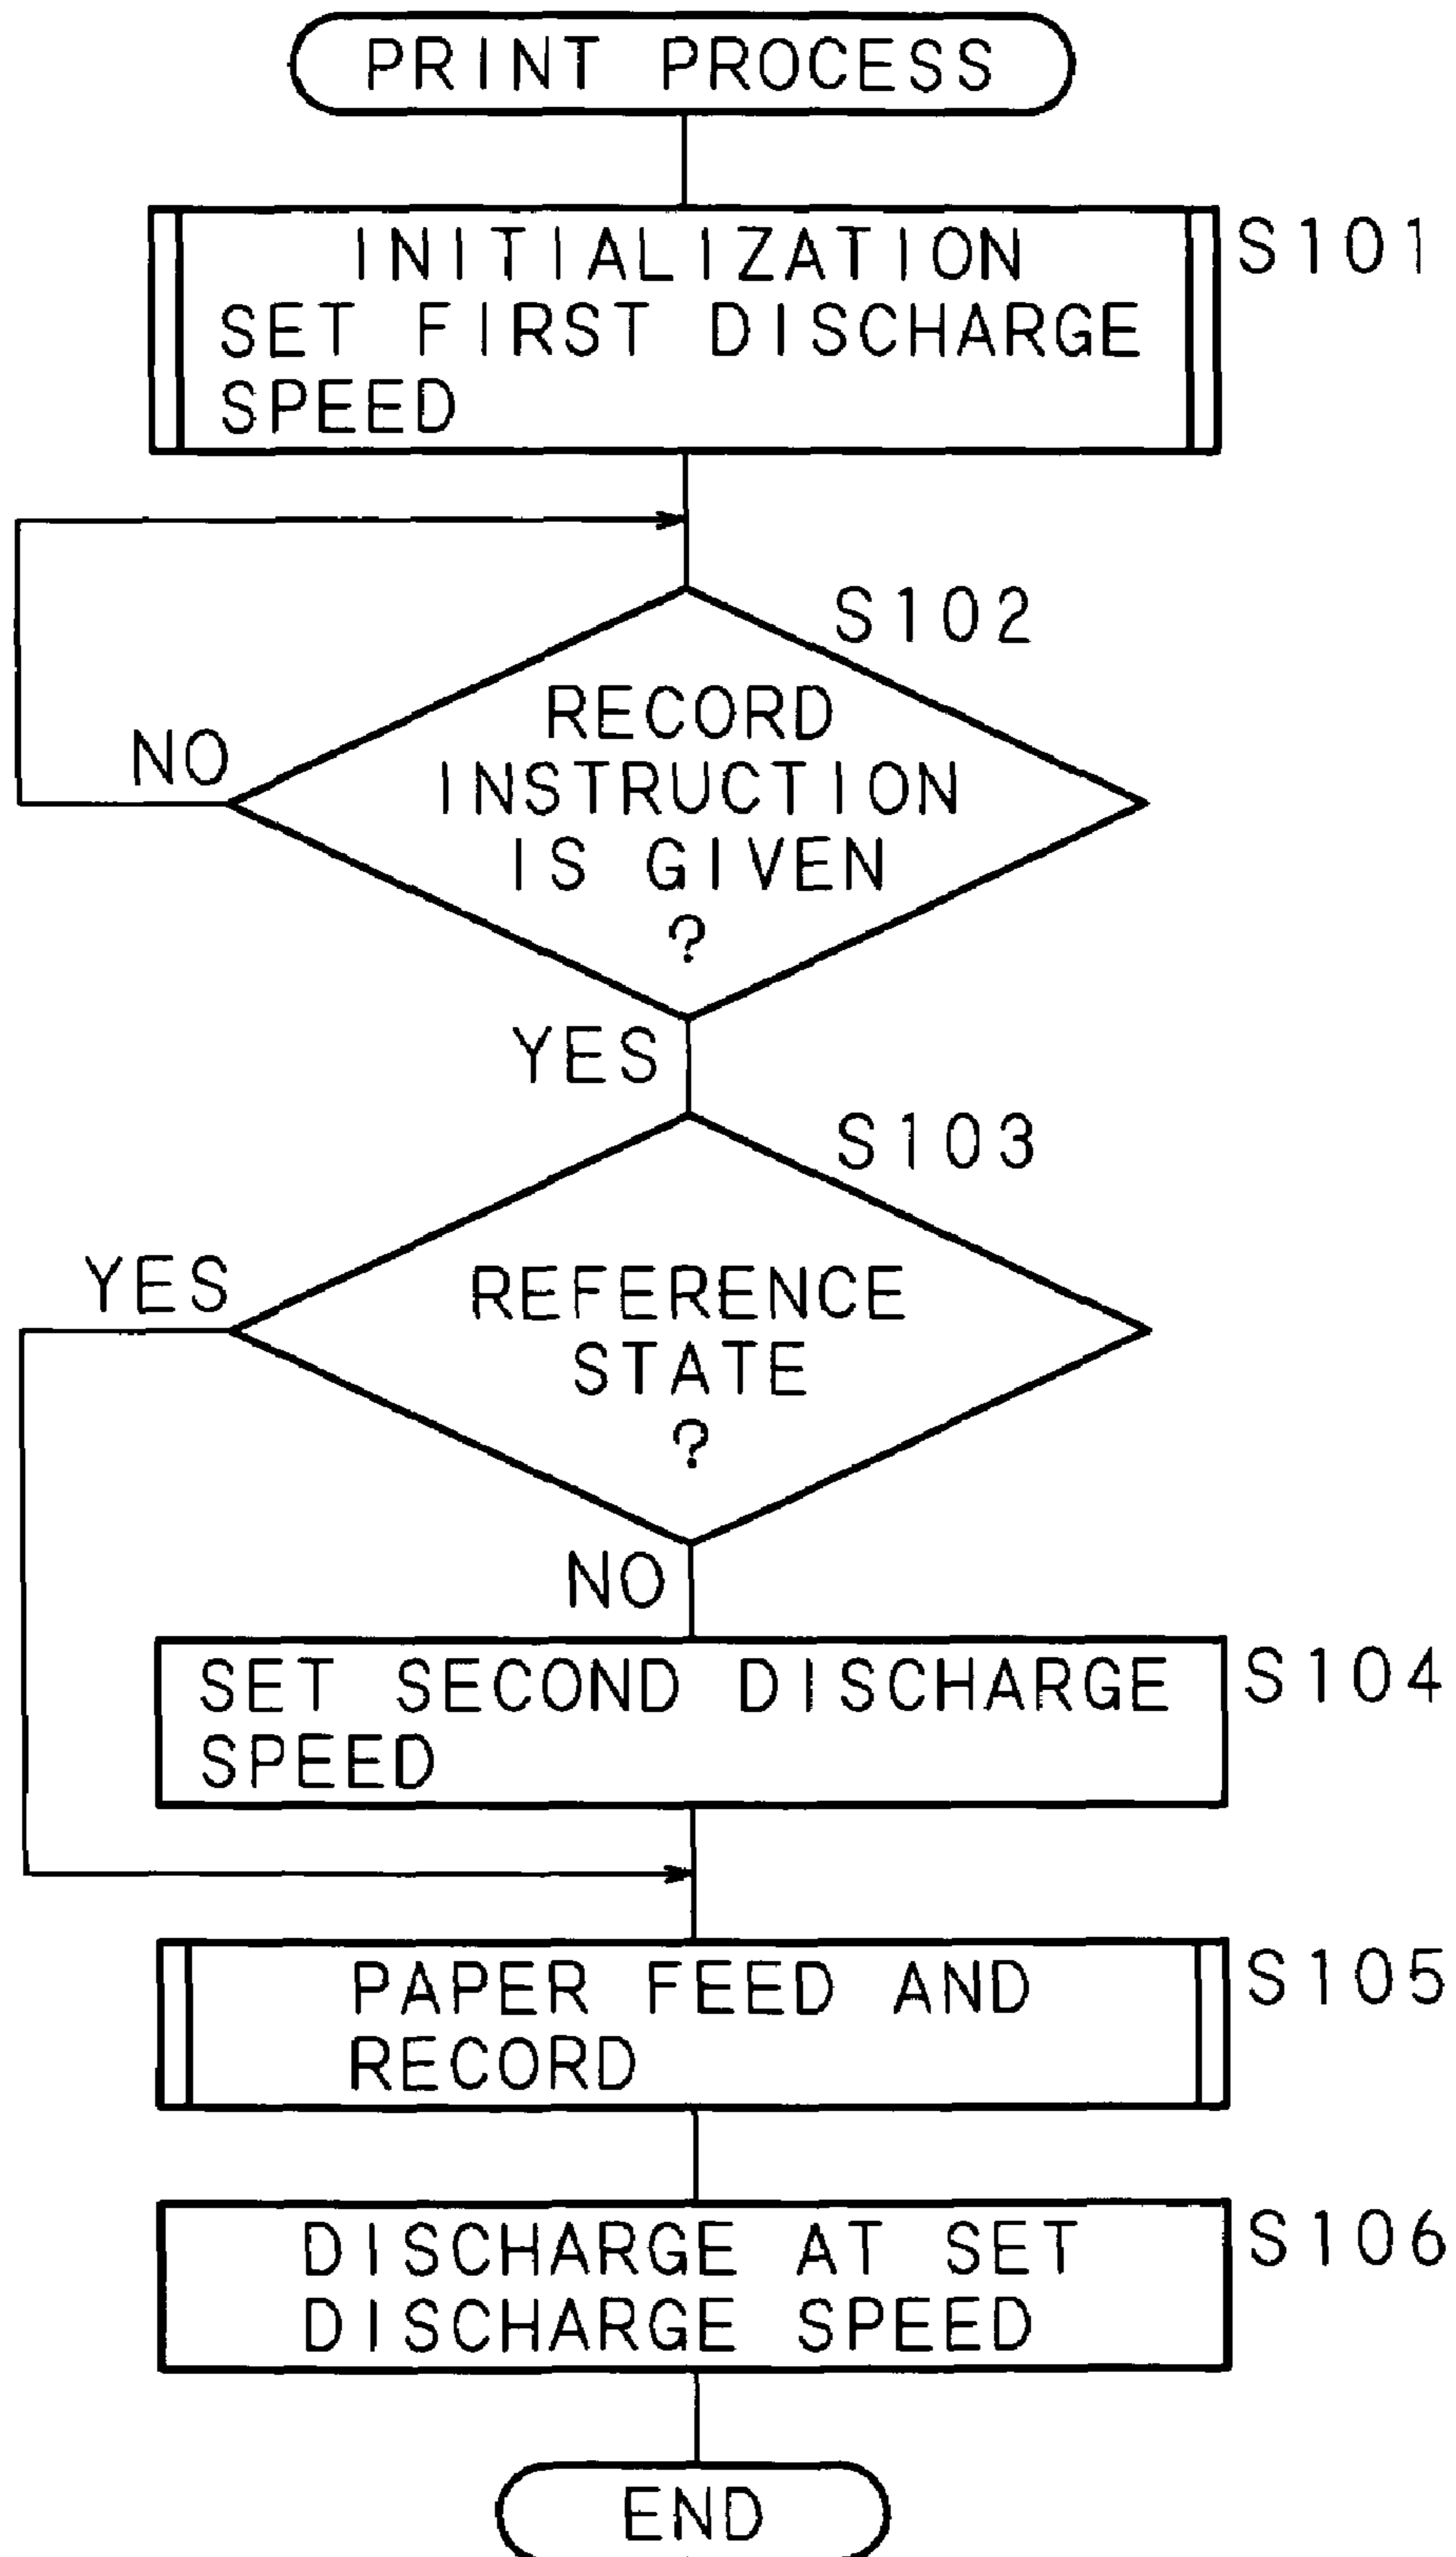 PRINT PROCESS
INITIALIZATION
SET FIRST DISCHARGE
SPEED
S101
S102
RECORD
INSTRUCTION
IS GIVEN
?
NO
YES
S103
REFERENCE
STATE
?
YES
NO
SET SECOND DISCHARGE
SPEED
S104
PAPER FEED AND
RECORD
S105
DISCHARGE AT SET
DISCHARGE SPEED
S106
END